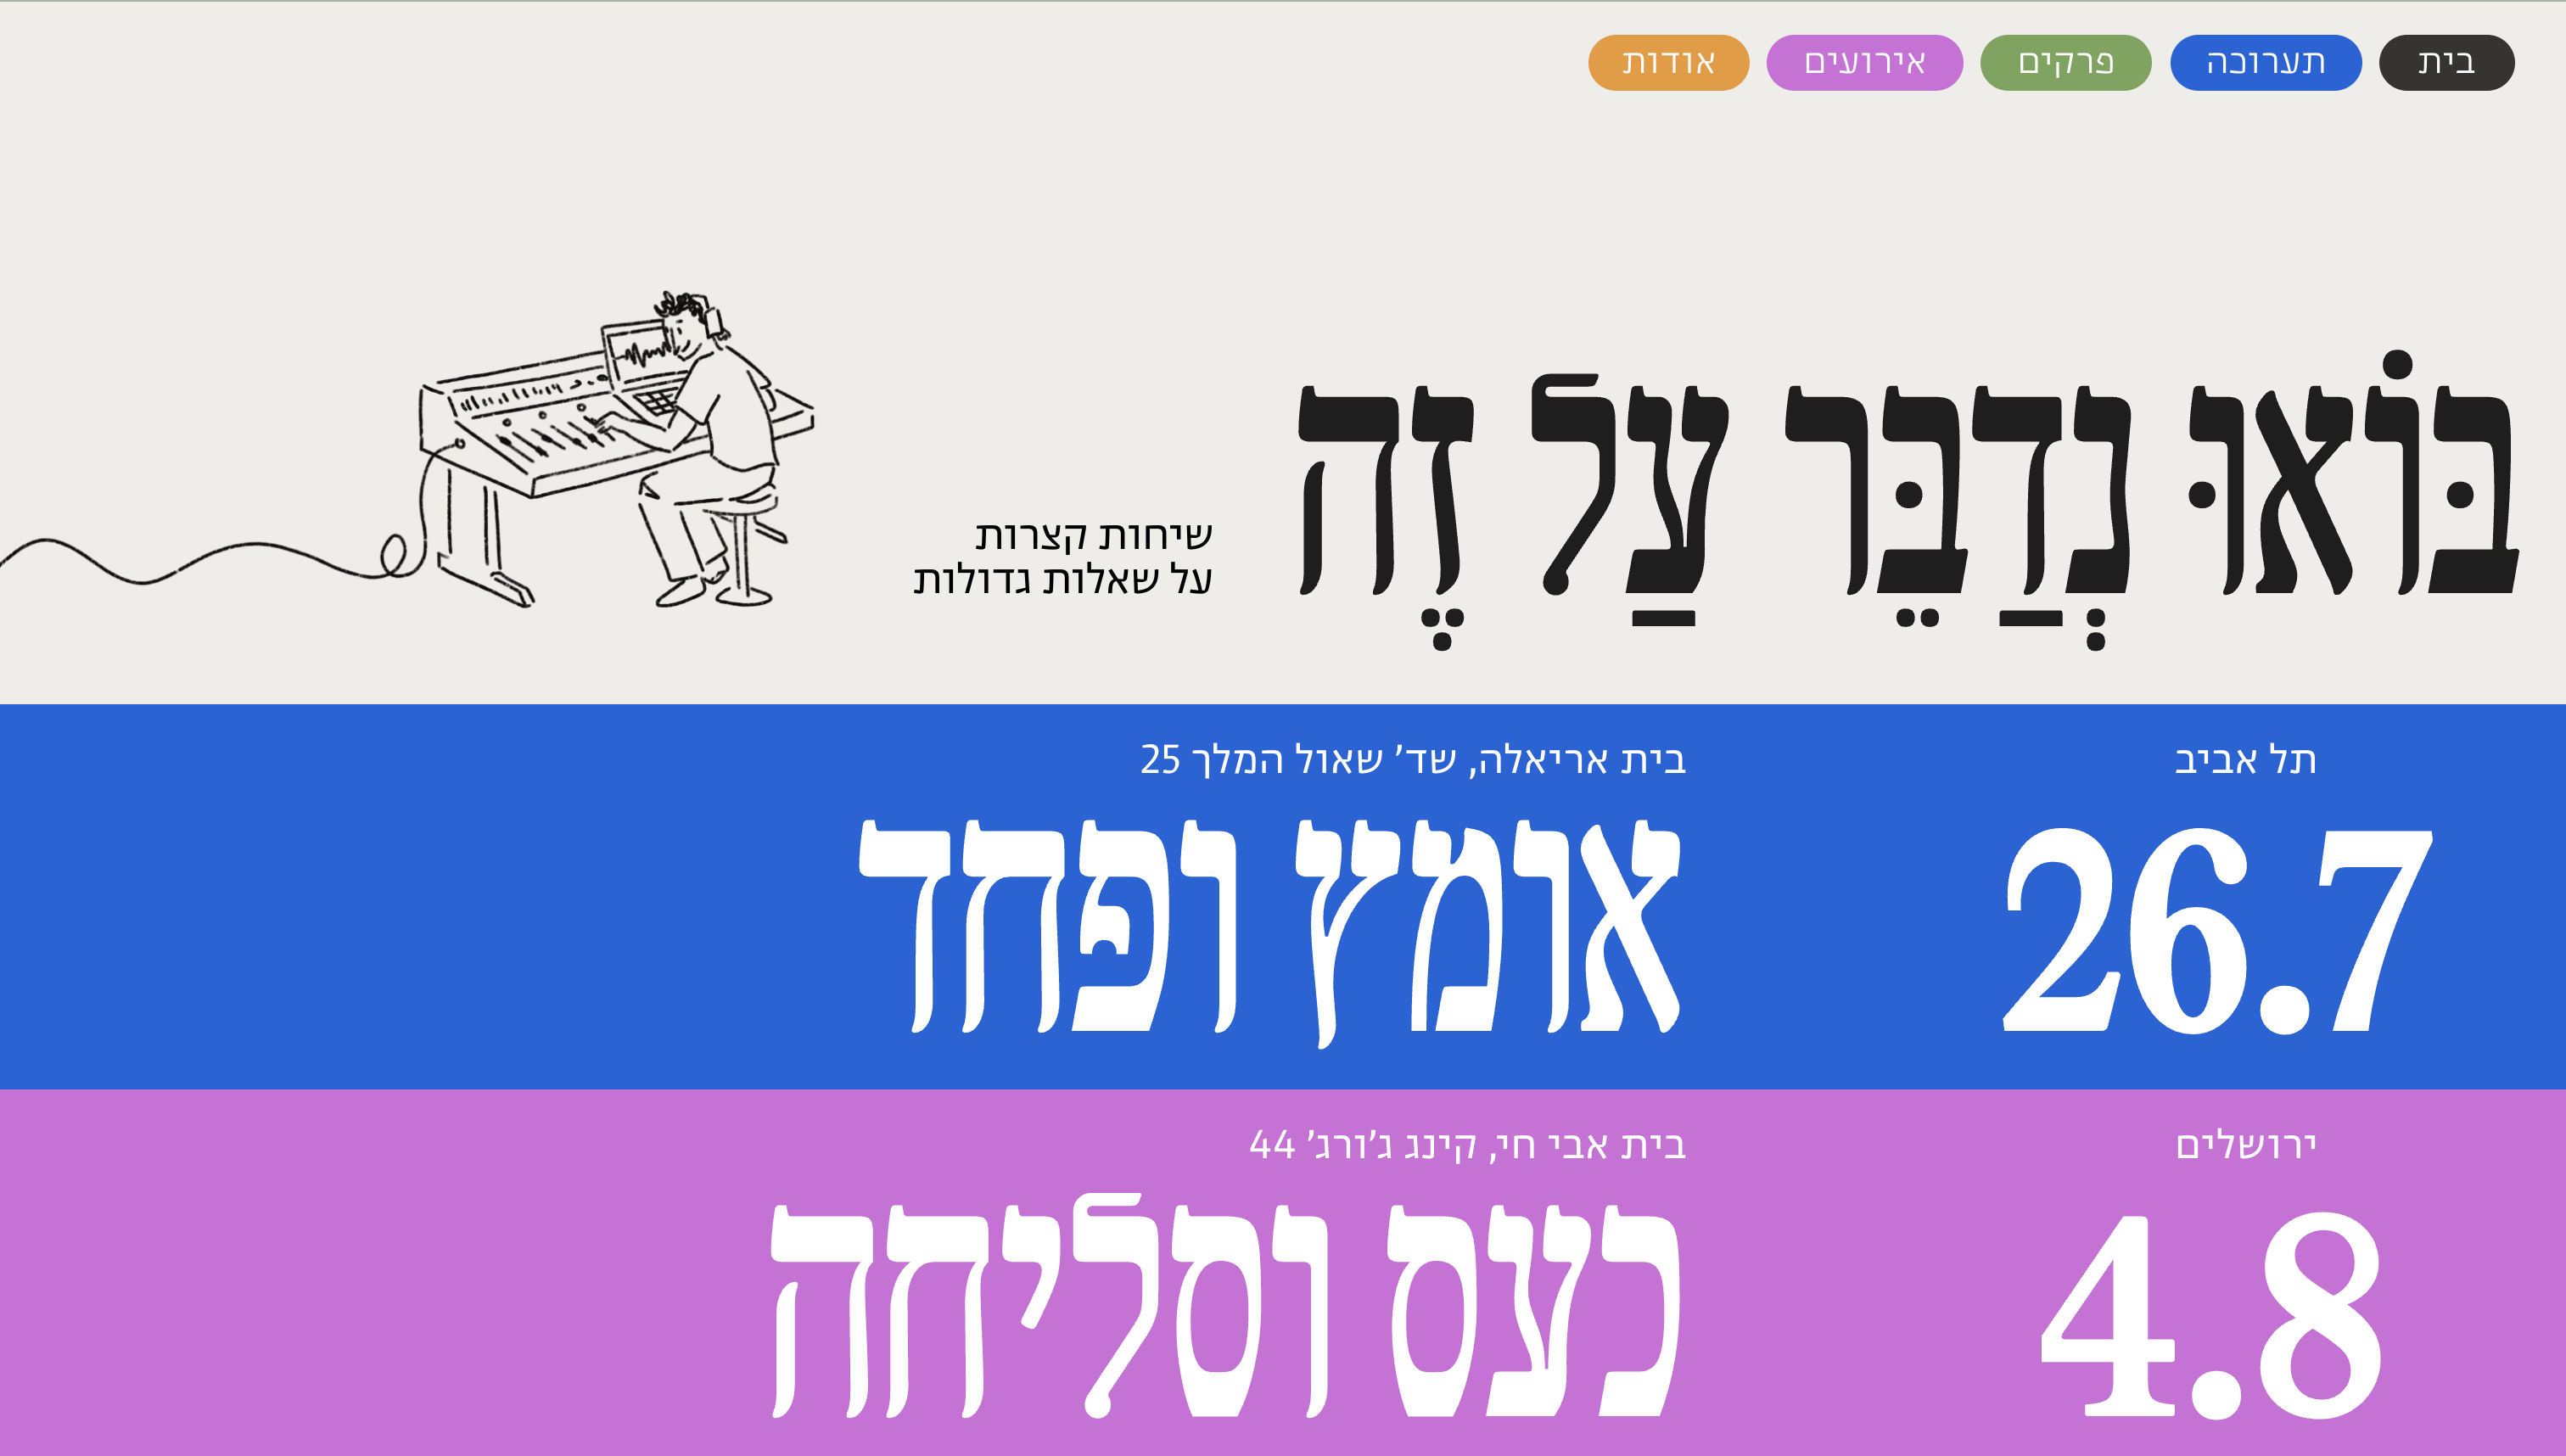 בית
תערוכה
פרקים
אירועים
אודות
בּוֹאוּ נְדַבֵּר עַל זֶה
שיחות קצרות
על שאלות גדולות
תל אביב
בית אריאלה, שד' שאול המלך 25
26.7
אומץ ופחד
ירושלים
בית אבי חי, קינג ג'ורג' 44
4.8
כעס וסליחה